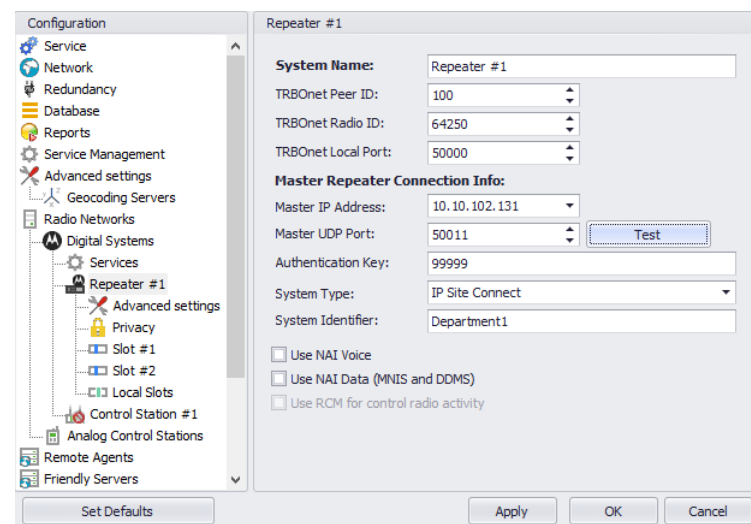 Configuration
Service
Network
Redundancy
Database
Reports
Service Management
Advanced settings
Geocoding Servers
Radio Networks
Digital Systems
Services
Repeater #1
Advanced settings
Privacy
Slot #1
Slot #2
Local Slots
Control Station #1
Analog Control Stations
Remote Agents
Friendly Servers
Set Defaults
Repeater #1
System Name: Repeater #1
TRBOnet Peer ID: 100
TRBOnet Radio ID: 64250
TRBOnet Local Port: 50000
Master Repeater Connection Info:
Master IP Address: 10.10.102.131
Master UDP Port: 50011 Test
Authentication Key: 99999
System Type: IP Site Connect
System Identifier: Department1
Use NAI Voice
Use NAI Data (MNIS and DDMS)
Use RCM for control radio activity
Apply OK Cancel